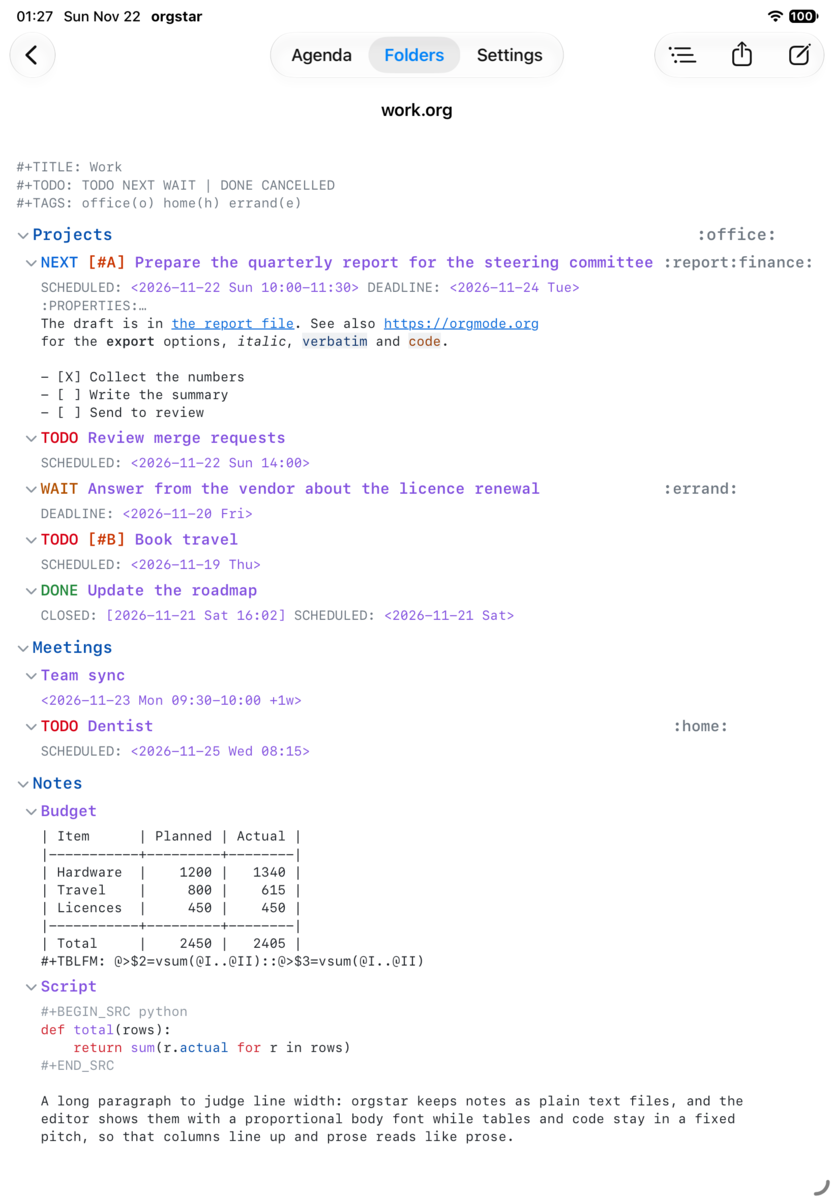 01:27 Sun Nov 22 orgstar 100
Agenda Folders Settings
work.org
#+TITLE: Work
#+TODO: TODO NEXT WAIT | DONE CANCELLED
#+TAGS: office(o) home(h) errand(e)
Projects :office:
NEXT [#A] Prepare the quarterly report for the steering committee :report:finance:
SCHEDULED: <2026-11-22 Sun 10:00-11:30> DEADLINE: <2026-11-24 Tue>
:PROPERTIES:…
The draft is in the report file. See also https://orgmode.org
for the export options, italic, verbatim and code.
- [X] Collect the numbers
- [ ] Write the summary
- [ ] Send to review
TODO Review merge requests
SCHEDULED: <2026-11-22 Sun 14:00>
WAIT Answer from the vendor about the licence renewal :errand:
DEADLINE: <2026-11-20 Fri>
TODO [#B] Book travel
SCHEDULED: <2026-11-19 Thu>
DONE Update the roadmap
CLOSED: [2026-11-21 Sat 16:02] SCHEDULED: <2026-11-21 Sat>
Meetings
Team sync
<2026-11-23 Mon 09:30-10:00 +1w>
TODO Dentist :home:
SCHEDULED: <2026-11-25 Wed 08:15>
Notes
Budget
| Item      | Planned | Actual |
|-----------+---------+--------|
| Hardware  |    1200 |   1340 |
| Travel    |     800 |    615 |
| Licences  |     450 |    450 |
|-----------+---------+--------|
| Total     |    2450 |   2405 |
#+TBLFM: @>$2=vsum(@I..@II)::@>$3=vsum(@I..@II)
Script
#+BEGIN_SRC python
def total(rows):
    return sum(r.actual for r in rows)
#+END_SRC
A long paragraph to judge line width: orgstar keeps notes as plain text files, and the
editor shows them with a proportional body font while tables and code stay in a fixed
pitch, so that columns line up and prose reads like prose.